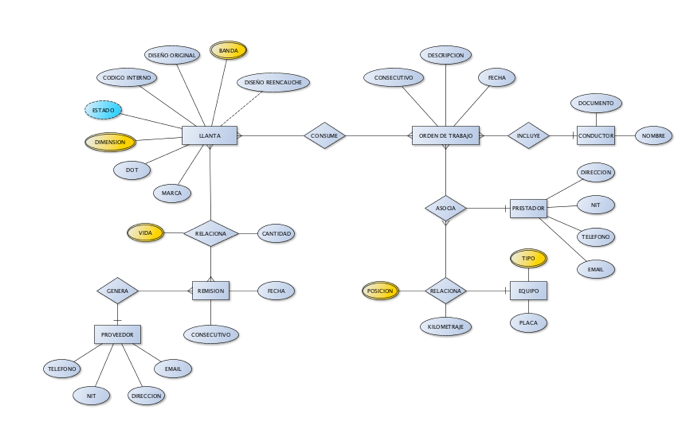 BANDA
DISEÑO ORIGINAL
DESCRIPCION
CODIGO INTERNO
DISEÑO REENCAUCHE
CONSECUTIVO
FECHA
ESTADO
DOCUMENTO
LLANTA
CONSUME
ORDEN DE TRABAJO
INCLUYE
CONDUCTOR
NOMBRE
DIMENSION
DOT
DIRECCION
MARCA
ASOCIA
PRESTADOR
NIT
VIDA
RELACIONA
CANTIDAD
TELEFONO
TIPO
EMAIL
GENERA
REMISION
FECHA
POSICION
RELACIONA
EQUIPO
CONSECUTIVO
KILOMETRAJE
PLACA
PROVEEDOR
TELEFONO
EMAIL
NIT
DIRECCION